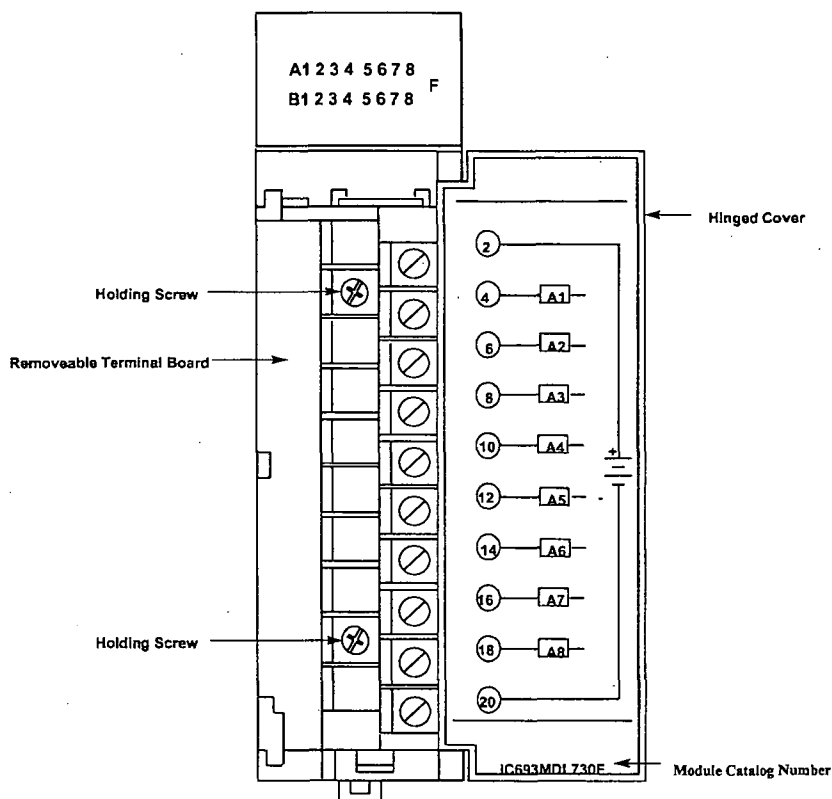 A1 2 3 4 5 6 7 8
B1 2 3 4 5 6 7 8
F
Hinged Cover
2
Holding Screw
4 A1
6 A2
Removeable Terminal Board
8 A3
10 A4
+
12 A5
14 A6
16 A7
Holding Screw
18 A8
20
IC693MDL730F
Module Catalog Number